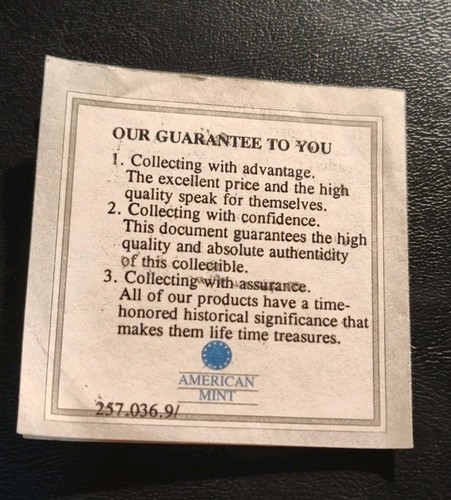 OUR GUARANTEE TO YOU
1. Collecting with advantage.
The excellent price and the high
quality speak for themselves.
2. Collecting with confidence.
This document guarantees the high
quality and absolute authenticity
of this collectible.
3. Collecting with assurance.
All of our products have a time-
honored historical significance that
makes them life time treasures.
AMERICAN
MINT
257.036.9/